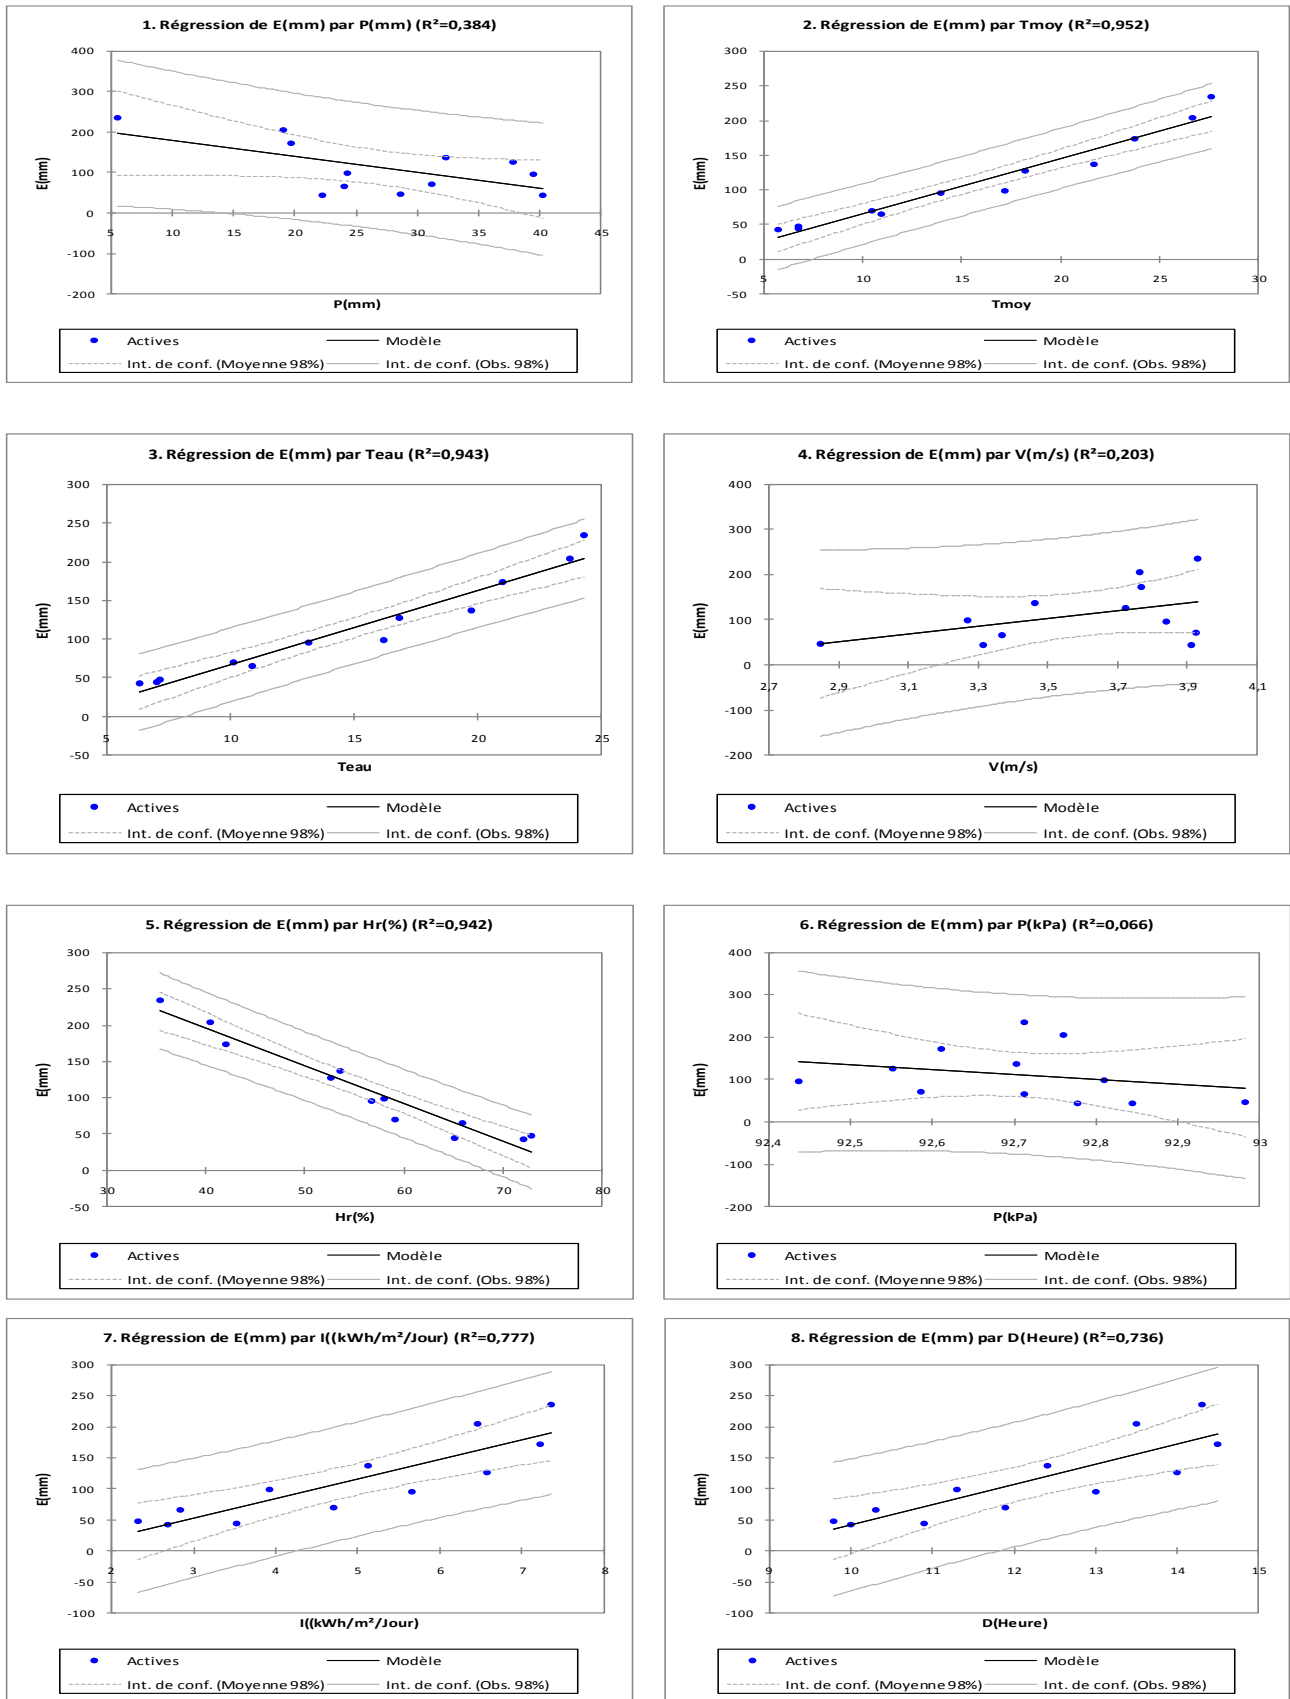 1. Régression de E(mm) par P(mm) (R²=0,384)
400
300
200
100
0
-100
-200
5 10 15 20 25 30 35 40 45
E(mm)
P(mm)
Actives Modèle
Int. de conf. (Moyenne 98%) Int. de conf. (Obs. 98%)
2. Régression de E(mm) par Tmoy (R²=0,952)
300
250
200
150
100
50
0
-50
5 10 15 20 25 30
E(mm)
Tmoy
Actives Modèle
Int. de conf. (Moyenne 98%) Int. de conf. (Obs. 98%)
3. Régression de E(mm) par Teau (R²=0,943)
300
250
200
150
100
50
0
-50
5 10 15 20 25
E(mm)
Teau
Actives Modèle
Int. de conf. (Moyenne 98%) Int. de conf. (Obs. 98%)
4. Régression de E(mm) par V(m/s) (R²=0,203)
400
300
200
100
0
-100
-200
2,7 2,9 3,1 3,3 3,5 3,7 3,9 4,1
E(mm)
V(m/s)
Actives Modèle
Int. de conf. (Moyenne 98%) Int. de conf. (Obs. 98%)
5. Régression de E(mm) par Hr(%) (R²=0,942)
300
250
200
150
100
50
0
-50
30 40 50 60 70 80
E(mm)
Hr(%)
Actives Modèle
Int. de conf. (Moyenne 98%) Int. de conf. (Obs. 98%)
6. Régression de E(mm) par P(kPa) (R²=0,066)
400
300
200
100
0
-100
-200
92,4 92,5 92,6 92,7 92,8 92,9 93
E(mm)
P(kPa)
Actives Modèle
Int. de conf. (Moyenne 98%) Int. de conf. (Obs. 98%)
7. Régression de E(mm) par I((kWh/m²/Jour) (R²=0,777)
300
250
200
150
100
50
0
-50
-100
2 3 4 5 6 7 8
E(mm)
I((kWh/m²/Jour)
Actives Modèle
Int. de conf. (Moyenne 98%) Int. de conf. (Obs. 98%)
8. Régression de E(mm) par D(Heure) (R²=0,736)
300
250
200
150
100
50
0
-50
-100
9 10 11 12 13 14 15
E(mm)
D(Heure)
Actives Modèle
Int. de conf. (Moyenne 98%) Int. de conf. (Obs. 98%)